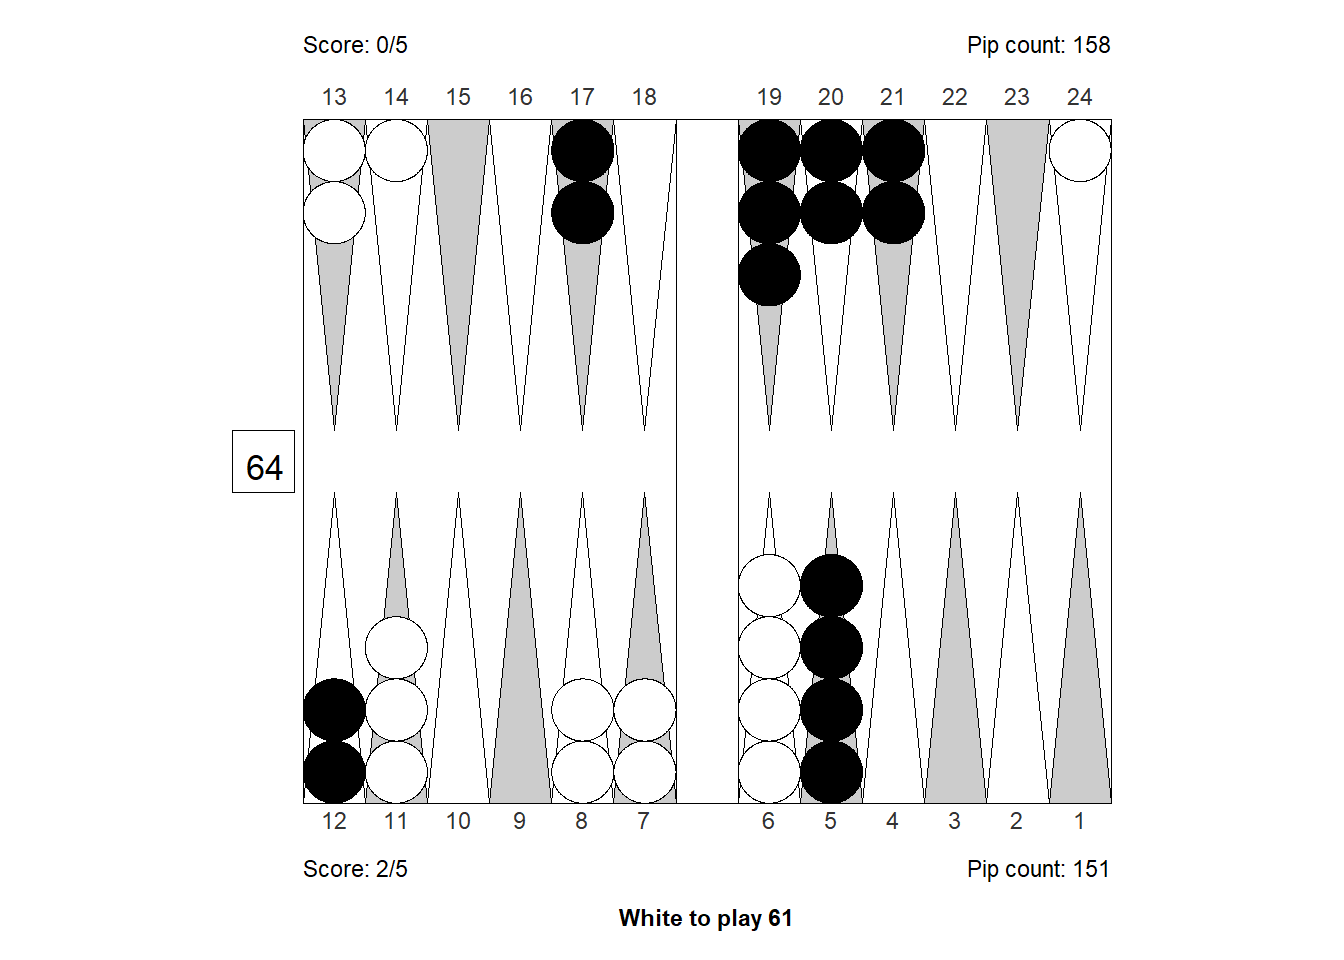 Score: 0/5 Pip count: 158
13 14 15 16 17 18 19 20 21 22 23 24
64
12 11 10 9 8 7 6 5 4 3 2 1
Score: 2/5 Pip count: 151
White to play 61